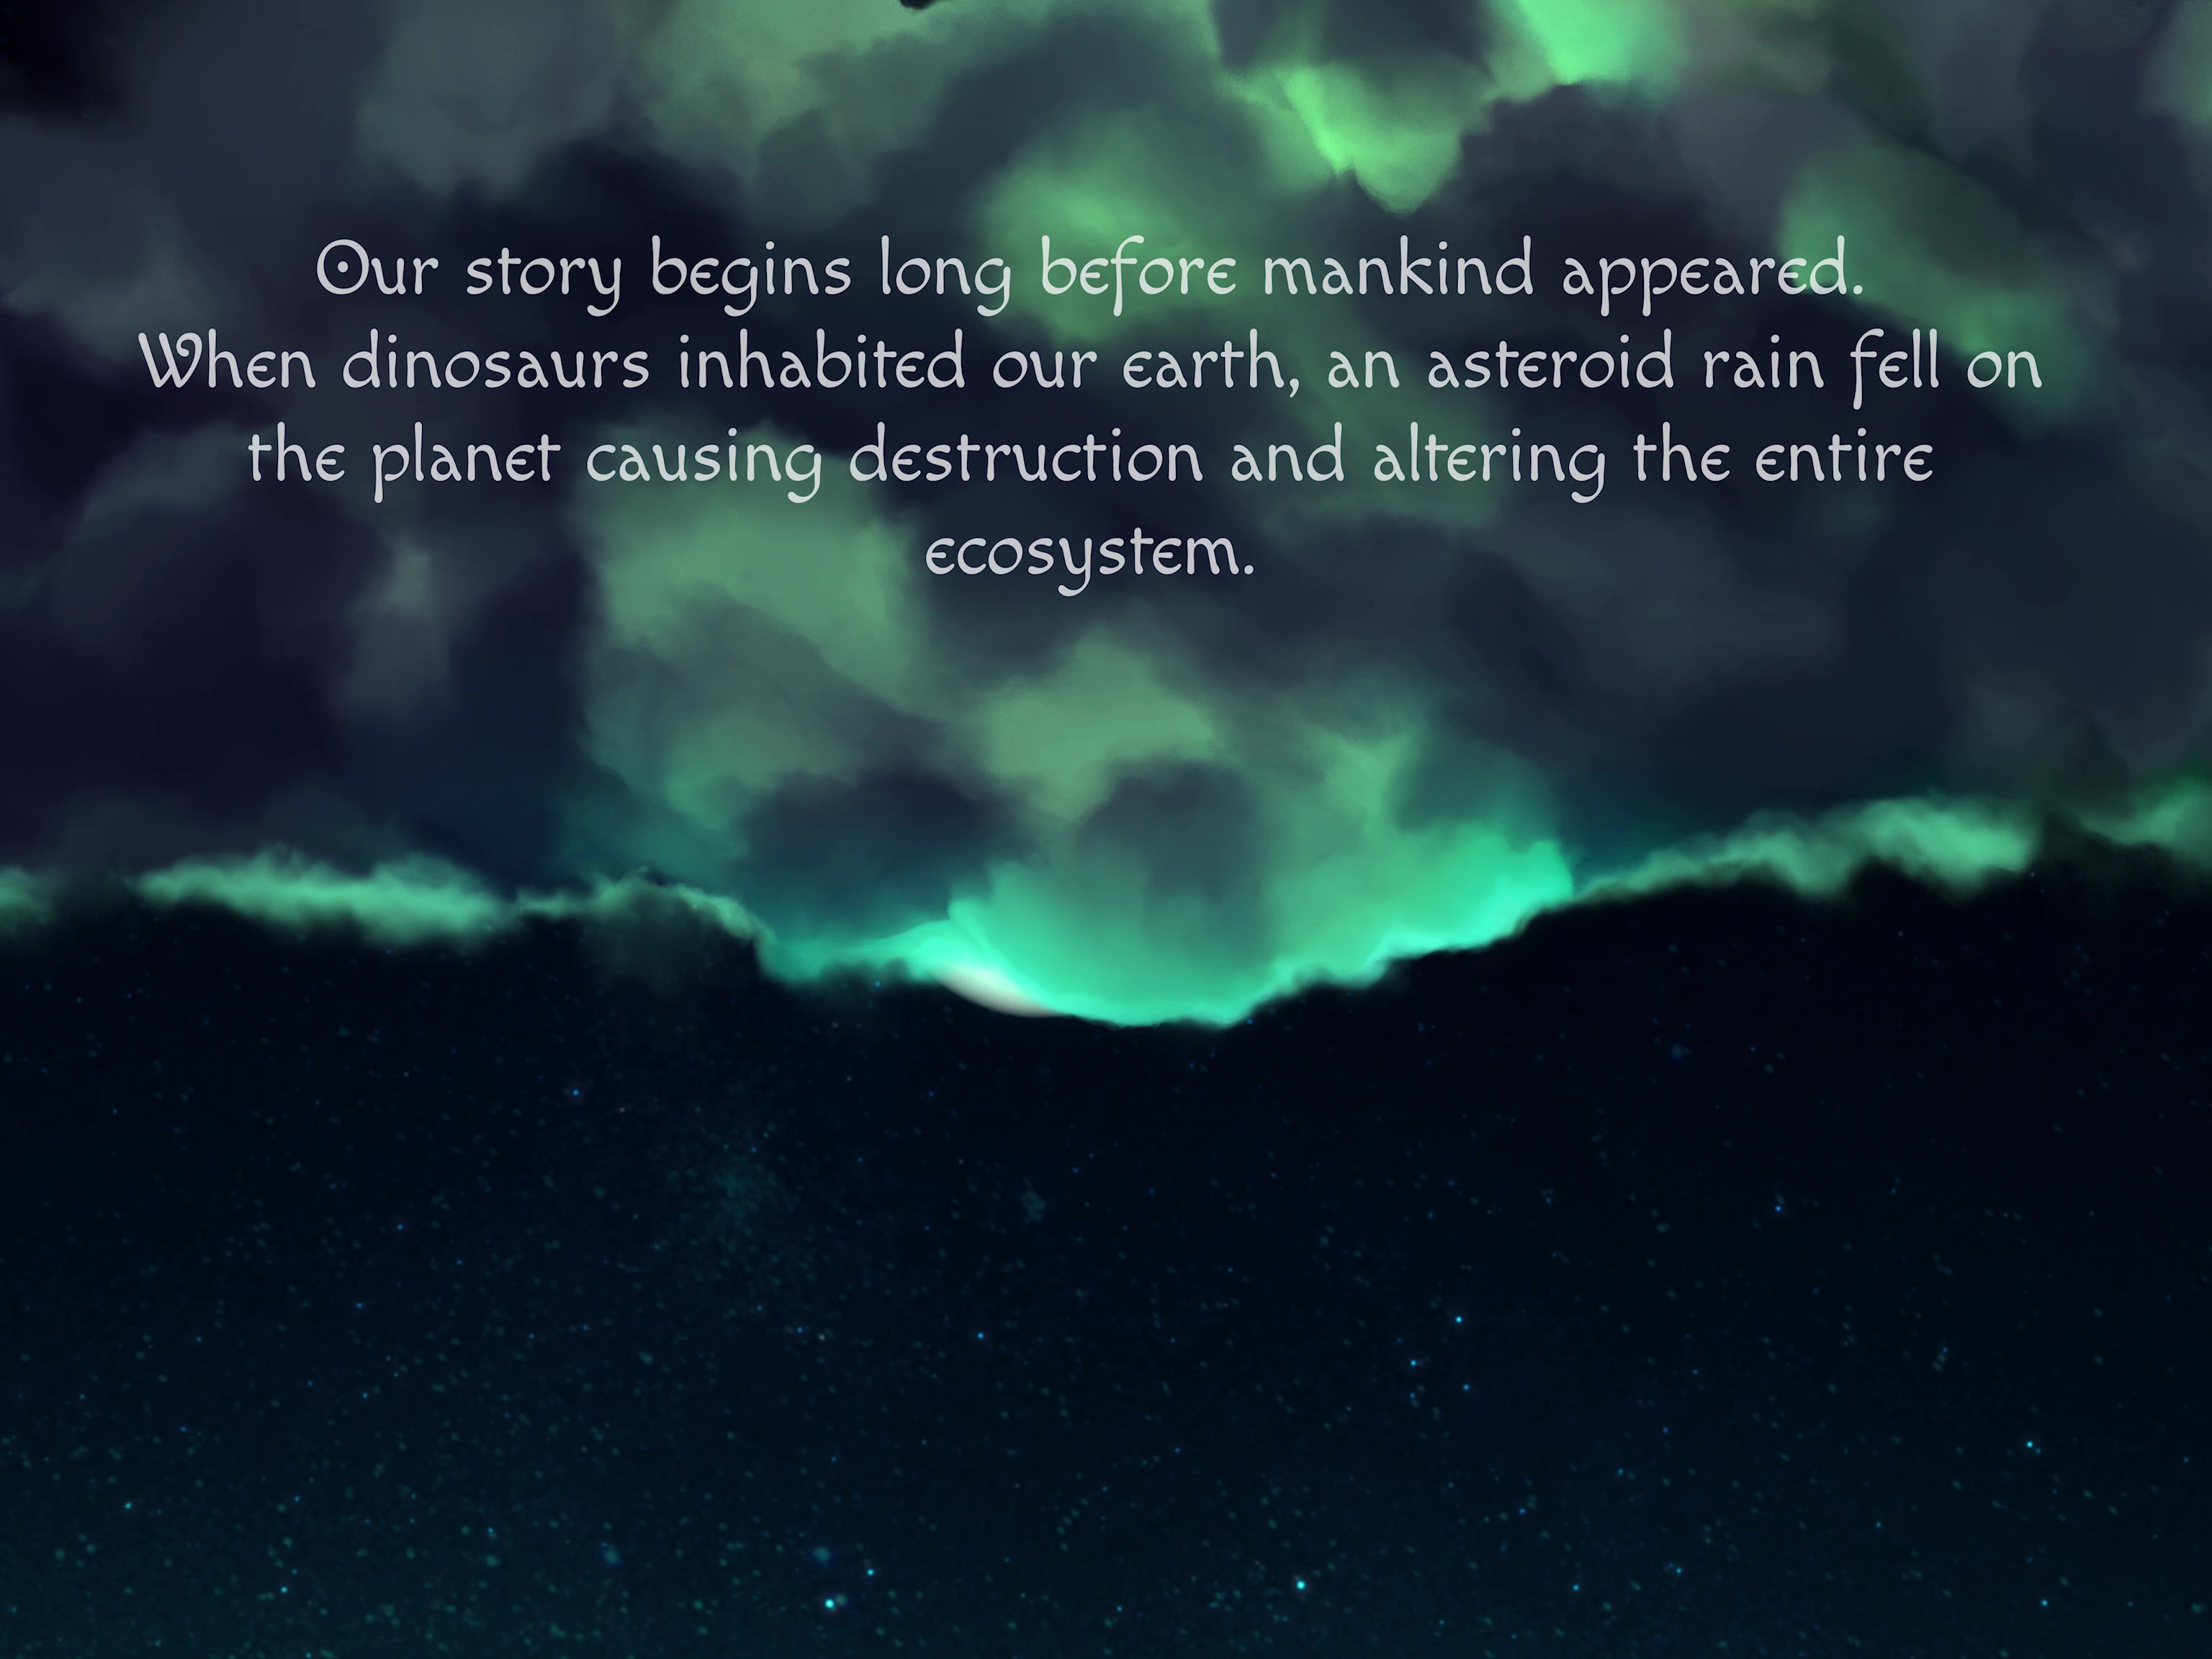 Our story begins long before mankind appeared.
When dinosaurs inhabited our earth, an asteroid rain fell on
the planet causing destruction and altering the entire
ecosystem.